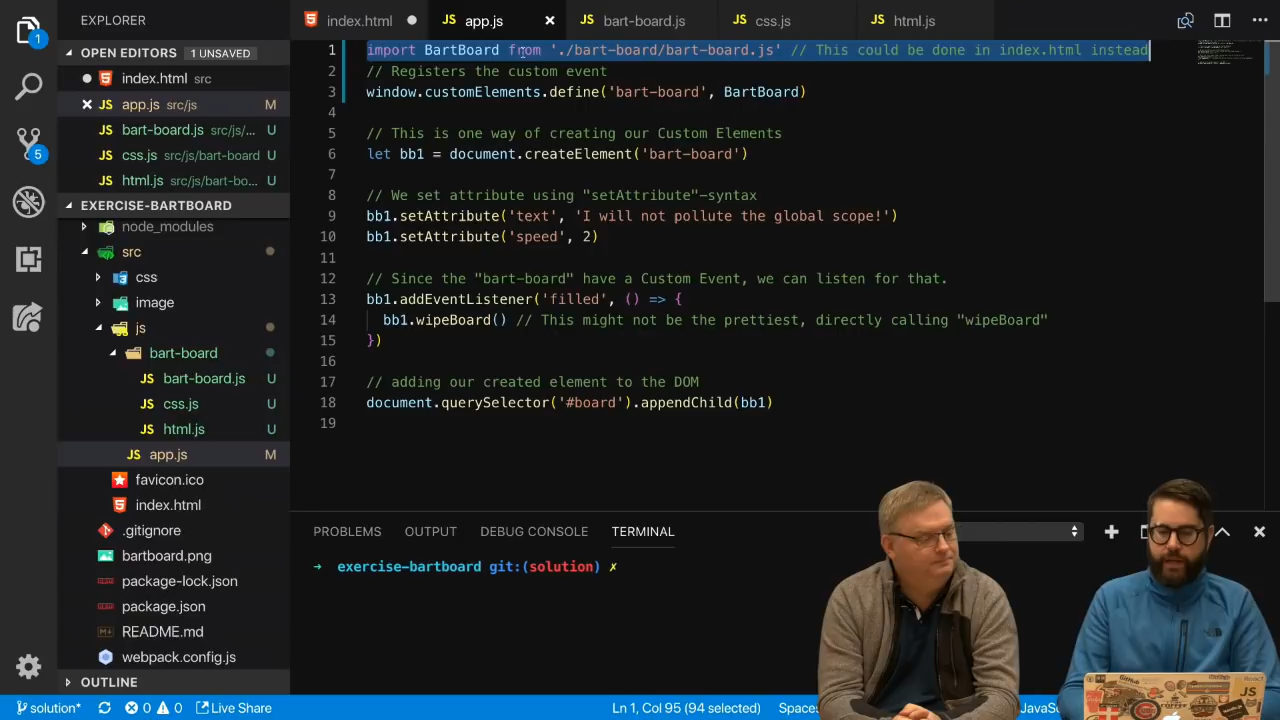 EXPLORER
index.html
app.js
bart-board.js
css.js
html.js
OPEN EDITORS 1 UNSAVED
index.html src
app.js src/js M
bart-board.js src/js/... U
css.js src/js/bart-board U
html.js src/js/bart-bo... U
EXERCISE-BARTBOARD
node_modules
src
css
image
js
bart-board
bart-board.js U
css.js U
html.js U
app.js M
favicon.ico
index.html
.gitignore
bartboard.png
package-lock.json
package.json
README.md
webpack.config.js
OUTLINE
1 import BartBoard from './bart-board/bart-board.js' // This could be done in index.html instead
2 // Registers the custom event
3 window.customElements.define('bart-board', BartBoard)
4
5 // This is one way of creating our Custom Elements
6 let bb1 = document.createElement('bart-board')
7
8 // We set attribute using "setAttribute"-syntax
9 bb1.setAttribute('text', 'I will not pollute the global scope!')
10 bb1.setAttribute('speed', 2)
11
12 // Since the "bart-board" have a Custom Event, we can listen for that.
13 bb1.addEventListener('filled', () => {
14 bb1.wipeBoard() // This might not be the prettiest, directly calling "wipeBoard"
15 })
16
17 // adding our created element to the DOM
18 document.querySelector('#board').appendChild(bb1)
19
PROBLEMS OUTPUT DEBUG CONSOLE TERMINAL
→ exercise-bartboard git:(solution) ✗
1
5
solution* 0 0 Live Share Ln 1, Col 95 (94 selected) Spaces JavaSc
GitHub
JS